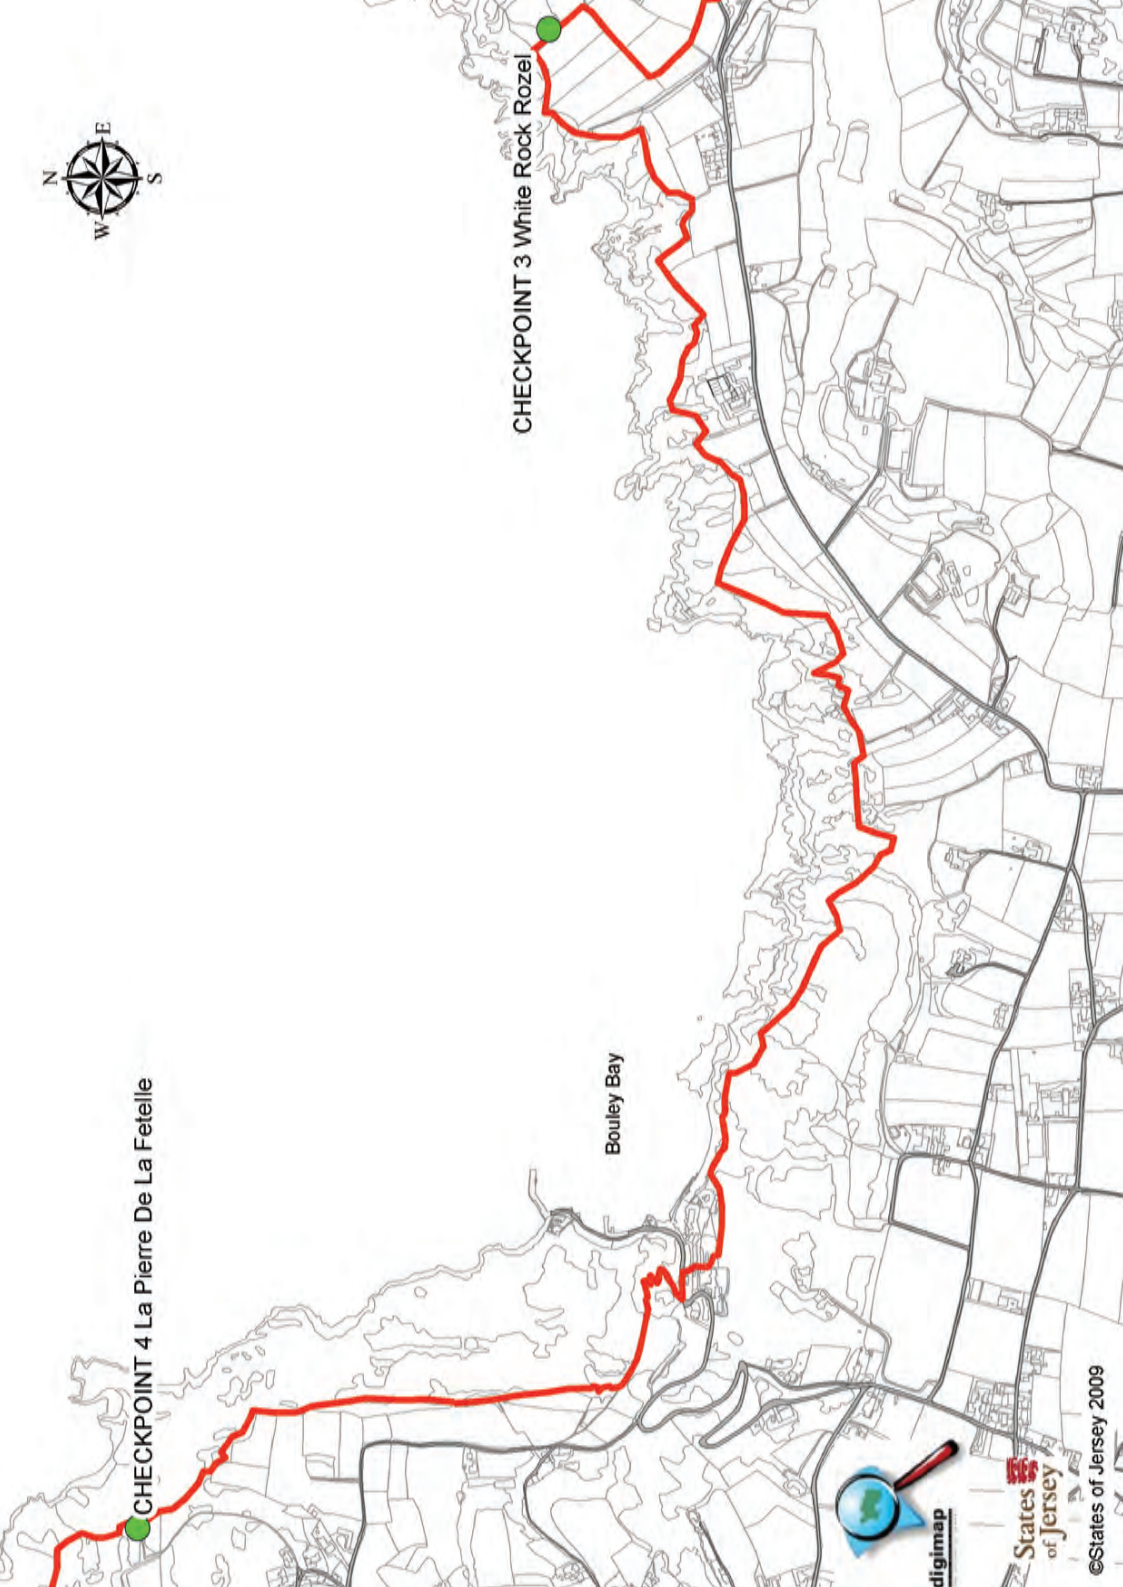 N
W
E
S
CHECKPOINT 3 White Rock Rozel
CHECKPOINT 4 La Pierre De La Fetelle
Bouley Bay
digimap
States
of Jersey
©States of Jersey 2009